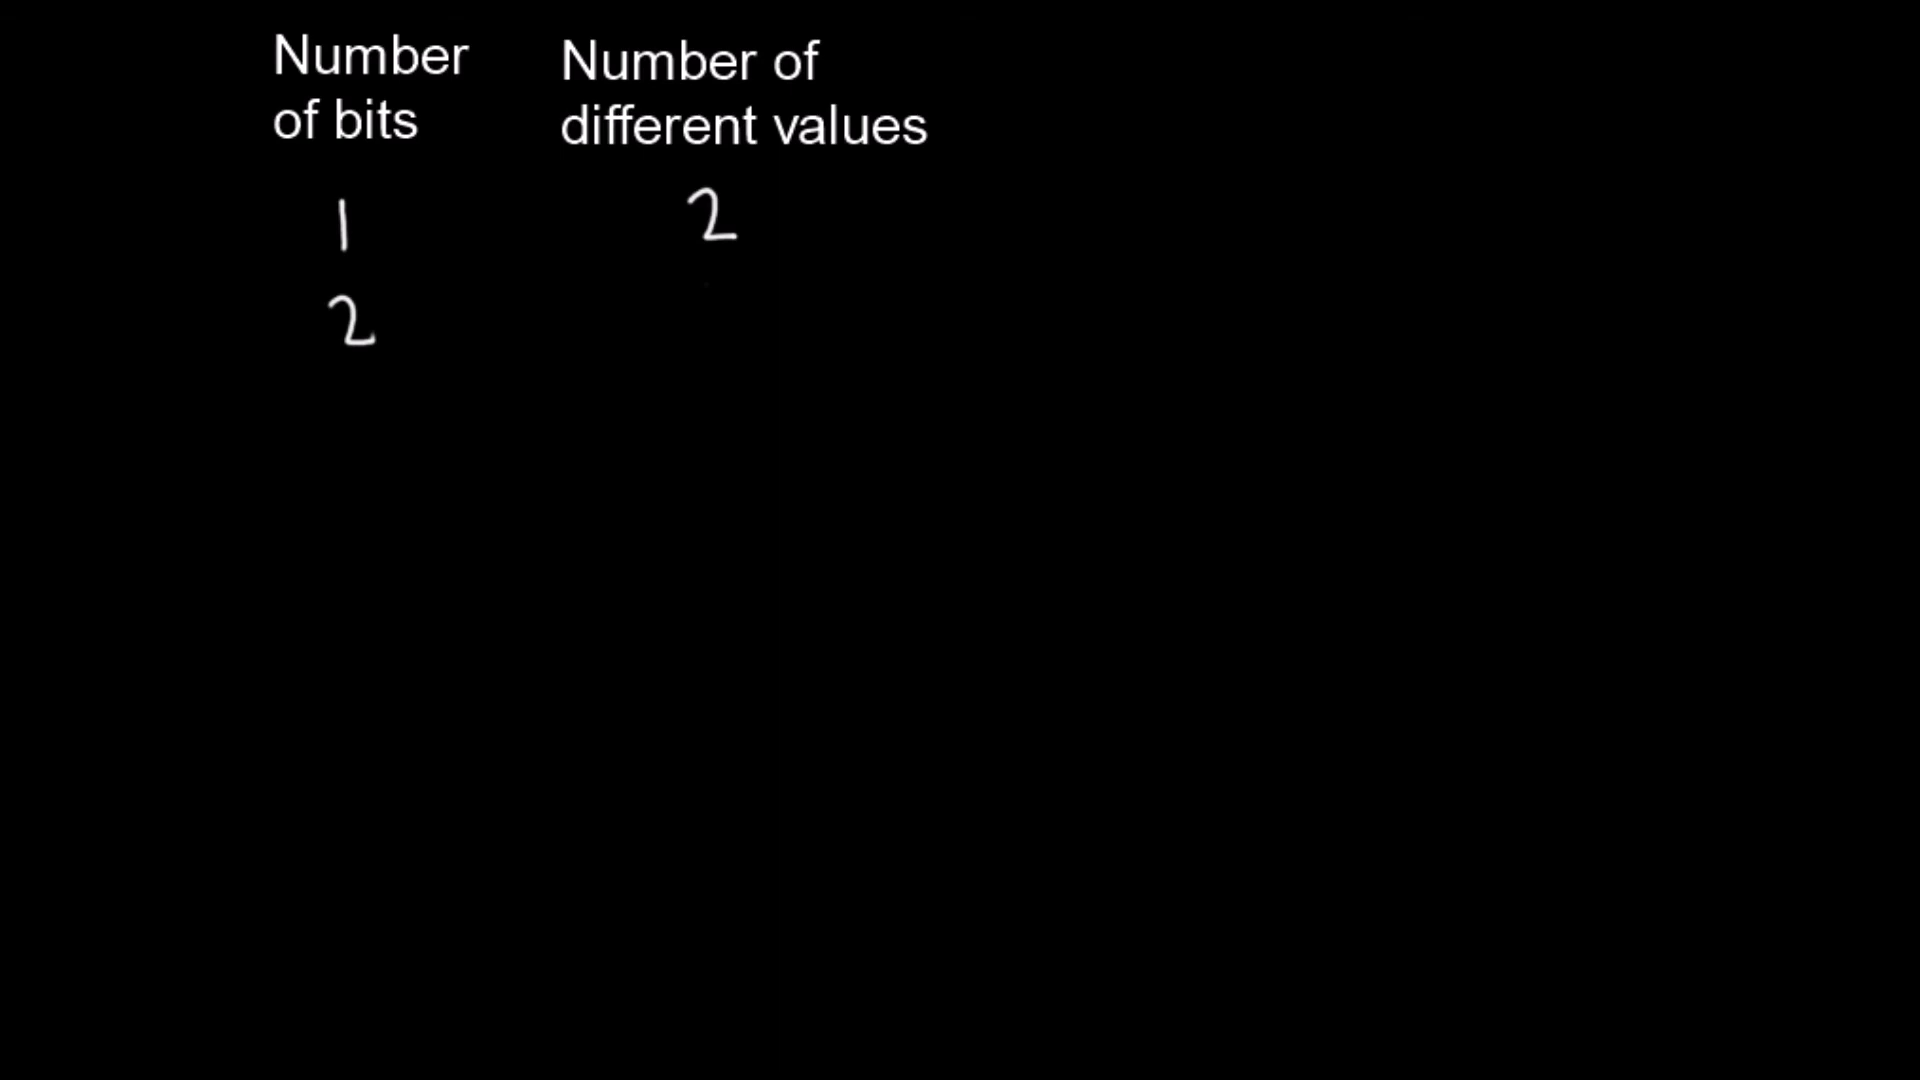 Number
of bits
Number of
different values
1 2
2